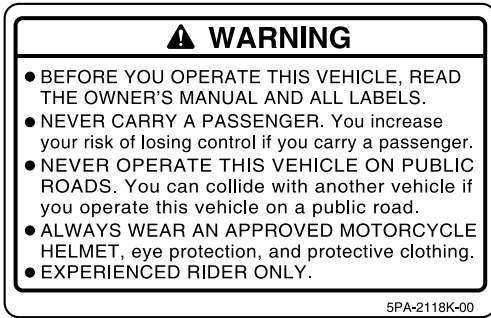 ⚠ WARNING
● BEFORE YOU OPERATE THIS VEHICLE, READ
THE OWNER'S MANUAL AND ALL LABELS.
● NEVER CARRY A PASSENGER. You increase
your risk of losing control if you carry a passenger.
● NEVER OPERATE THIS VEHICLE ON PUBLIC
ROADS. You can collide with another vehicle if
you operate this vehicle on a public road.
● ALWAYS WEAR AN APPROVED MOTORCYCLE
HELMET, eye protection, and protective clothing.
● EXPERIENCED RIDER ONLY.
5PA-2118K-00